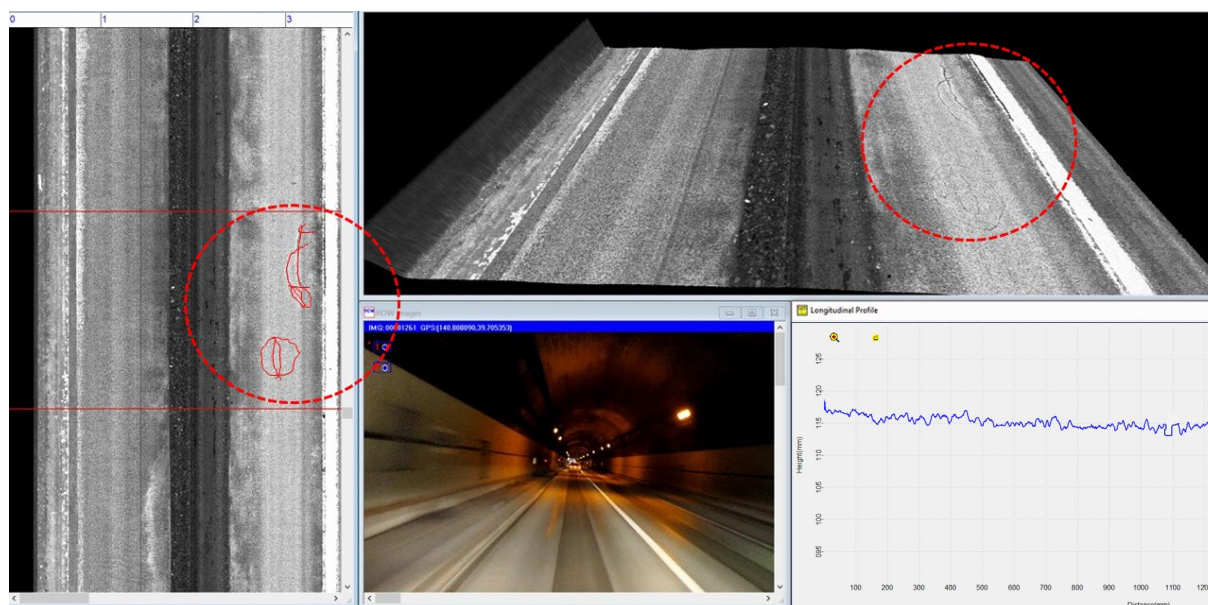 0 1 2 3
ROW Images
IMG: 00001261 GPS:(140.808090,39.705353)
Longitudinal Profile
Height(mm)
125
120
115
110
105
100
095
100 200 300 400 500 600 700 800 900 1000 1100
Distance(mm)